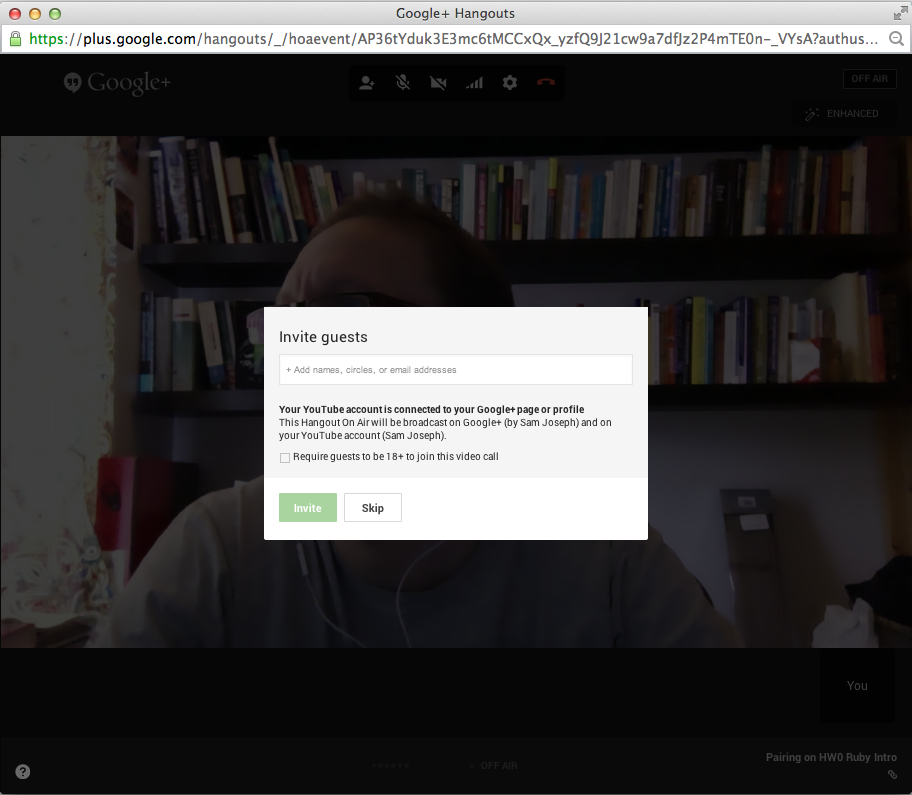 Google+ Hangouts
https://plus.google.com/hangouts/_/hoaevent/AP36tYduk3E3mc6tMCCxQx_yzfQ9J21cw9a7dfJz2P4mTE0n-_VYsA?authus...
Google+
OFF AIR
ENHANCED
Invite guests
+ Add names, circles, or email addresses
Your YouTube account is connected to your Google+ page or profile
This Hangout On Air will be broadcast on Google+ (by Sam Joseph) and on
your YouTube account (Sam Joseph).
Require guests to be 18+ to join this video call
Invite
Skip
You
Pairing on HW0 Ruby Intro
?
OFF AIR